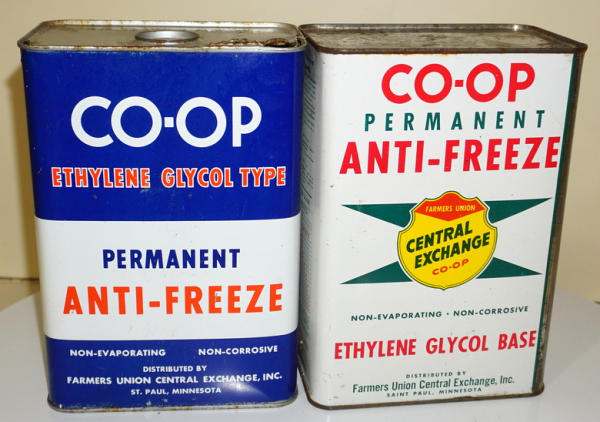 CO-OP
ETHYLENE GLYCOL TYPE
PERMANENT
ANTI-FREEZE
NON-EVAPORATING NON-CORROSIVE
DISTRIBUTED BY
FARMERS UNION CENTRAL EXCHANGE, INC.
ST. PAUL, MINNESOTA
CO-OP
PERMANENT
ANTI-FREEZE
FARMERS UNION
CENTRAL
EXCHANGE
CO-OP
NON-EVAPORATING • NON-CORROSIVE
ETHYLENE GLYCOL BASE
DISTRIBUTED BY
Farmers Union Central Exchange, Inc.
SAINT PAUL, MINNESOTA